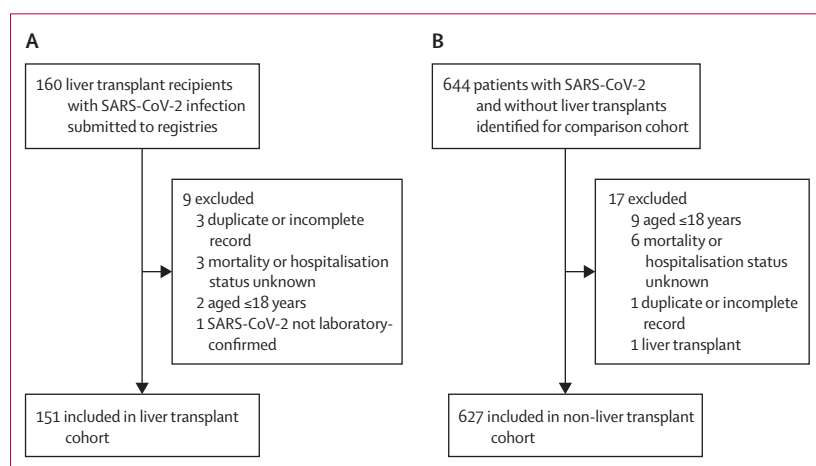 A
160 liver transplant recipients
with SARS-CoV-2 infection
submitted to registries
9 excluded
3 duplicate or incomplete
record
3 mortality or hospitalisation
status unknown
2 aged ≤18 years
1 SARS-CoV-2 not laboratory-
confirmed
151 included in liver transplant
cohort
B
644 patients with SARS-CoV-2
and without liver transplants
identified for comparison cohort
17 excluded
9 aged ≤18 years
6 mortality or
hospitalisation status
unknown
1 duplicate or incomplete
record
1 liver transplant
627 included in non-liver transplant
cohort